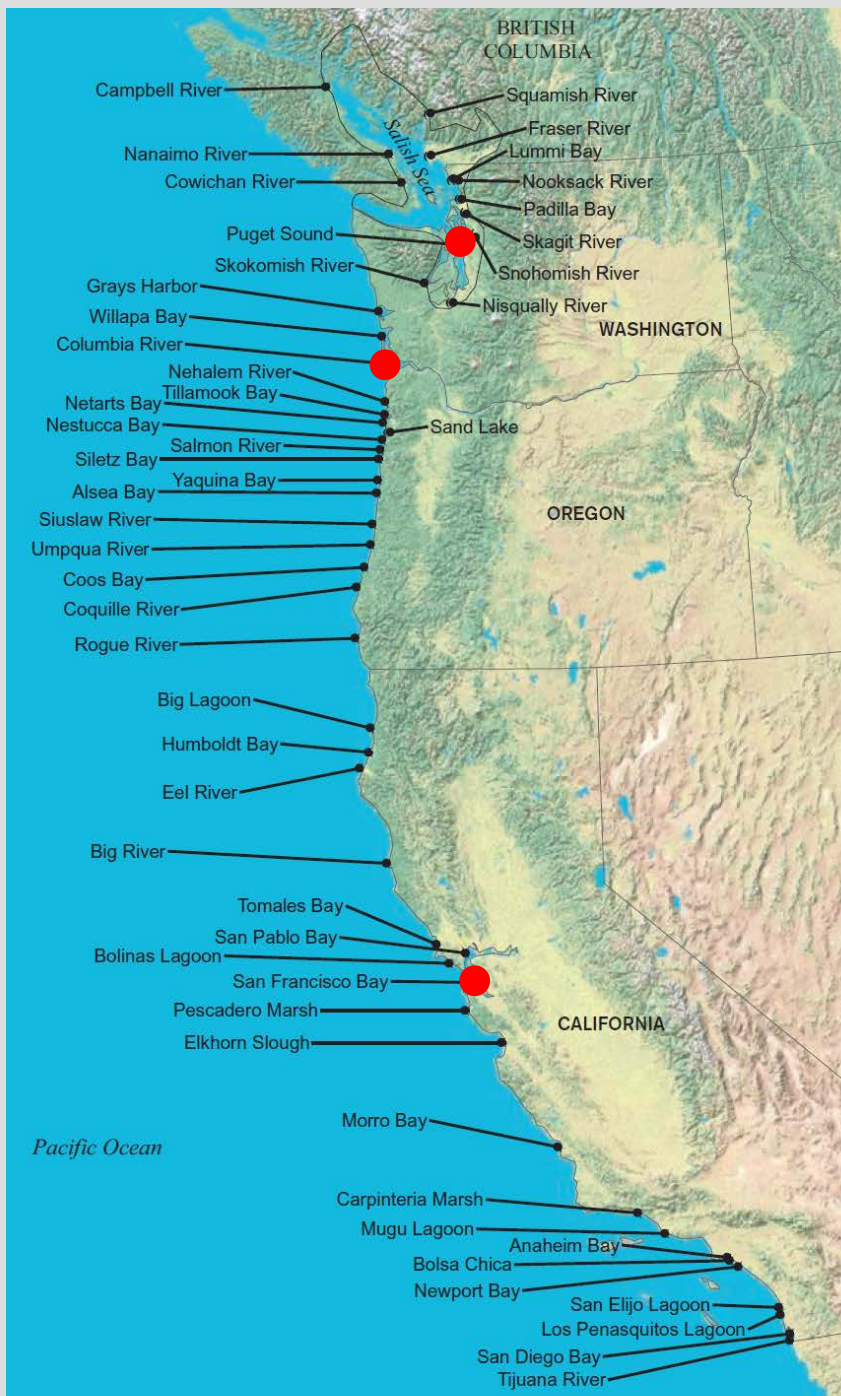 BRITISH
COLUMBIA
Campbell River
Squamish River
Salish Sea
Fraser River
Nanaimo River
Lummi Bay
Cowichan River
Nooksack River
Padilla Bay
Puget Sound
Skagit River
Skokomish River
Snohomish River
Grays Harbor
Nisqually River
Willapa Bay
WASHINGTON
Columbia River
Nehalem River
Tillamook Bay
Netarts Bay
Nestucca Bay
Sand Lake
Salmon River
Siletz Bay
Yaquina Bay
Alsea Bay
OREGON
Siuslaw River
Umpqua River
Coos Bay
Coquille River
Rogue River
Big Lagoon
Humboldt Bay
Eel River
Big River
Tomales Bay
San Pablo Bay
Bolinas Lagoon
San Francisco Bay
Pescadero Marsh
CALIFORNIA
Elkhorn Slough
Morro Bay
Pacific Ocean
Carpinteria Marsh
Mugu Lagoon
Anaheim Bay
Bolsa Chica
Newport Bay
San Elijo Lagoon
Los Penasquitos Lagoon
San Diego Bay
Tijuana River